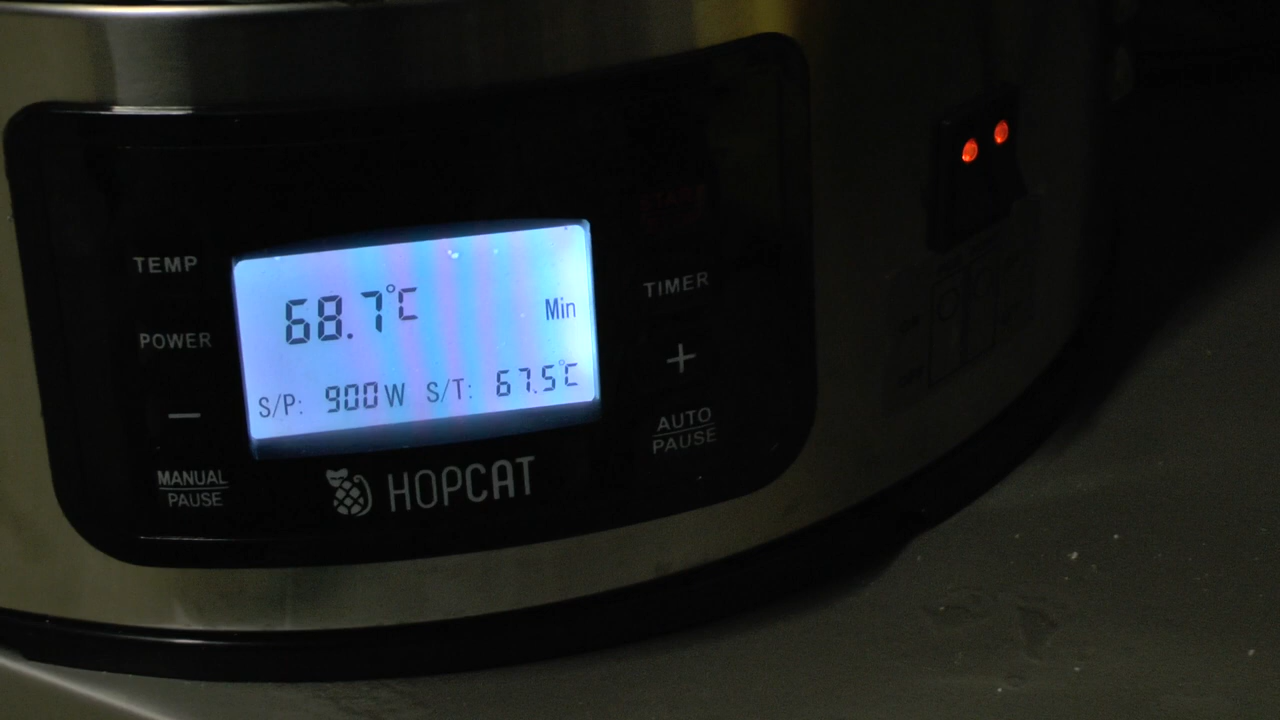 TEMP
POWER
—
MANUAL
PAUSE
68.7°C
Min
S/P: 900W S/T: 67.5°C
TIMER
+
AUTO
PAUSE
HOPCAT